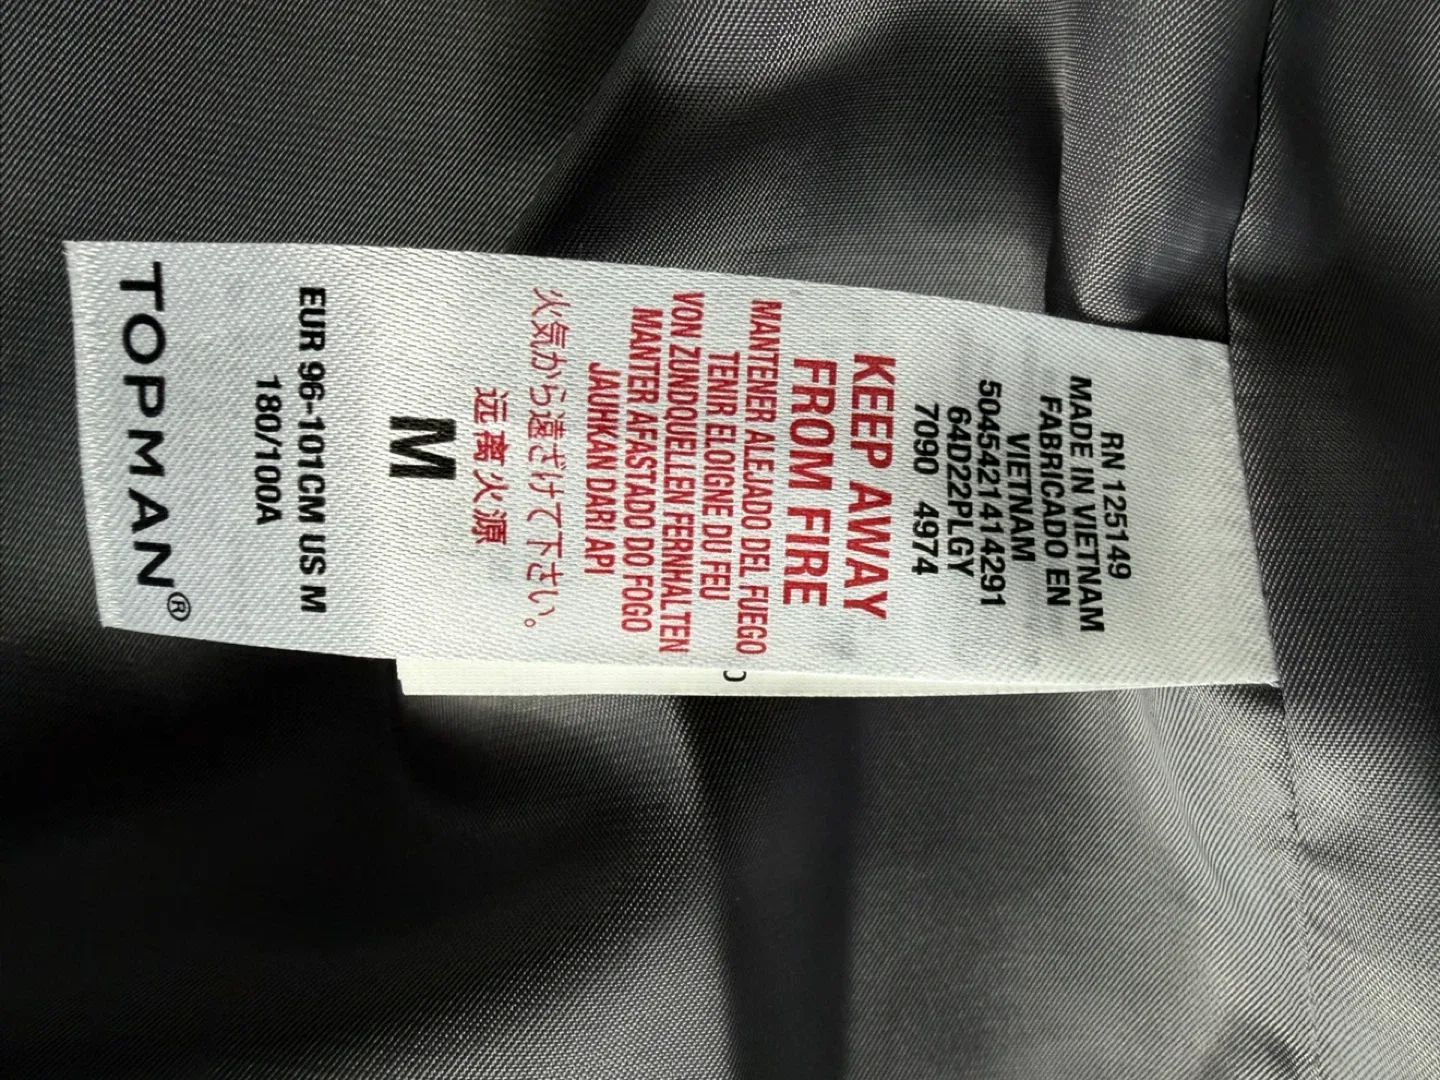 RN 125149
MADE IN VIETNAM
FABRICADO EN
VIETNAM
5045421414291
64D22PLGY
7090 4974
KEEP AWAY
FROM FIRE
MANTENER ALEJADO DEL FUEGO
TENIR ELOIGNE DU FEU
VON ZUNDQUELLEN FERNHALTEN
MANTER AFASTADO DO FOGO
JAUHKAN DARI API
火気から遠ざけて下さい。
远离火源
M
EUR 96-101CM US M
180/100A
TOPMAN®